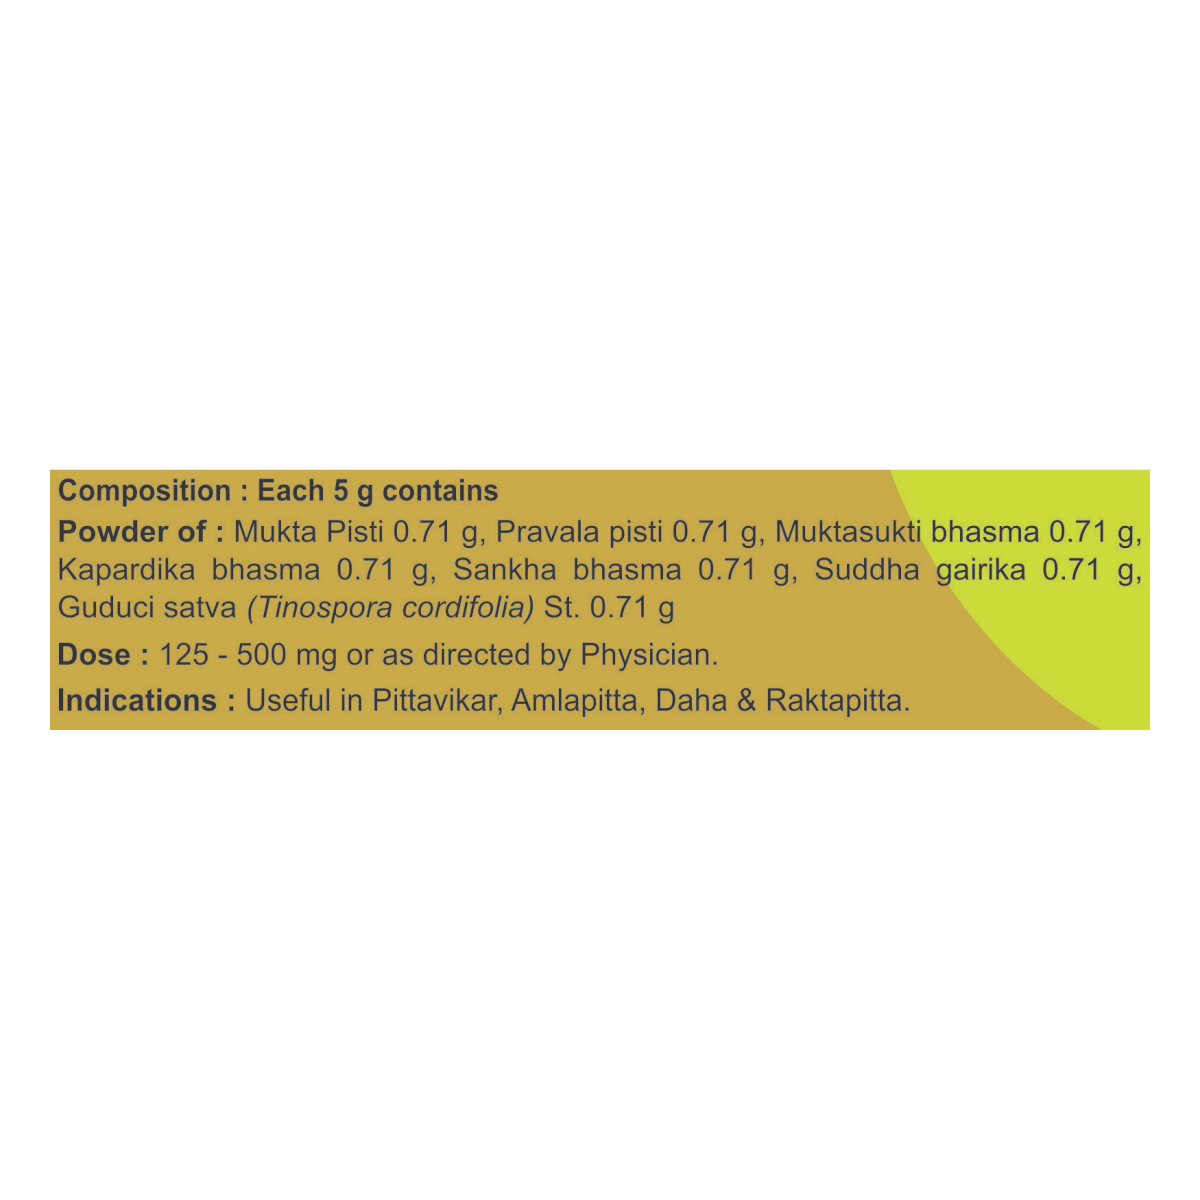 Composition : Each 5 g contains
Powder of : Mukta Pisti 0.71 g, Pravala pisti 0.71 g, Muktasukti bhasma 0.71 g,
Kapardika bhasma 0.71 g, Sankha bhasma 0.71 g, Suddha gairika 0.71 g,
Guduci satva (Tinospora cordifolia) St. 0.71 g
Dose : 125 - 500 mg or as directed by Physician.
Indications : Useful in Pittavikar, Amlapitta, Daha & Raktapitta.